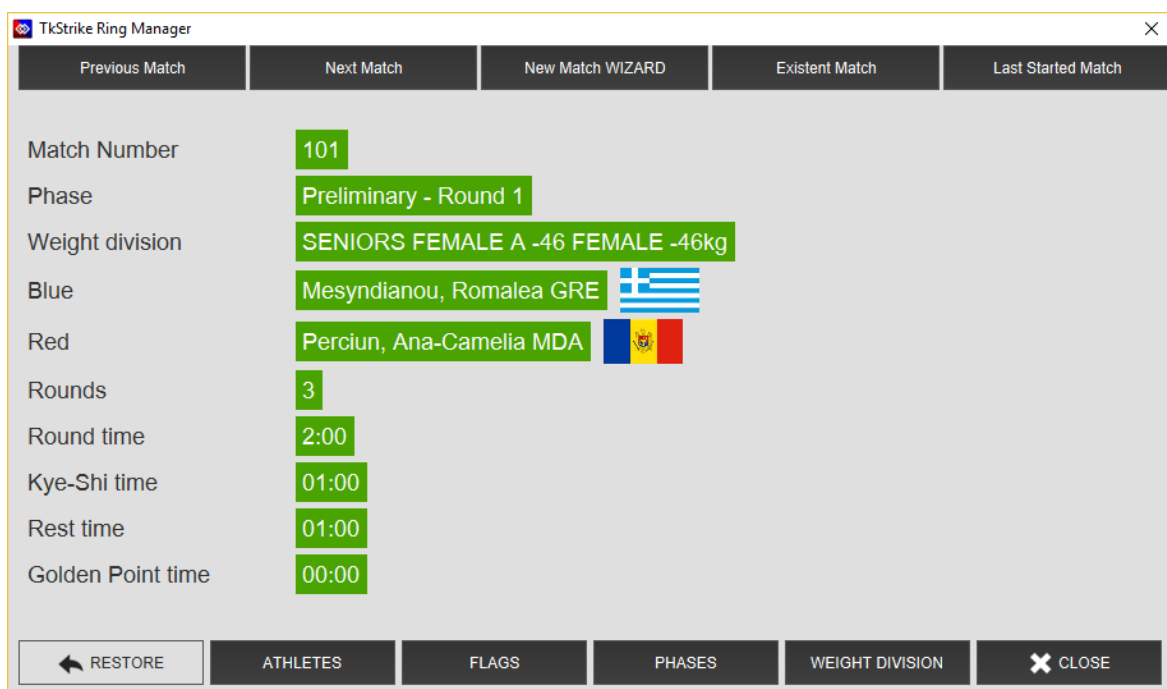 TkStrike Ring Manager
Previous Match Next Match New Match WIZARD Existent Match Last Started Match
Match Number 101
Phase Preliminary - Round 1
Weight division SENIORS FEMALE A -46 FEMALE -46kg
Blue Mesyndianou, Romalea GRE
Red Perciun, Ana-Camelia MDA
Rounds 3
Round time 2:00
Kye-Shi time 01:00
Rest time 01:00
Golden Point time 00:00
RESTORE ATHLETES FLAGS PHASES WEIGHT DIVISION CLOSE